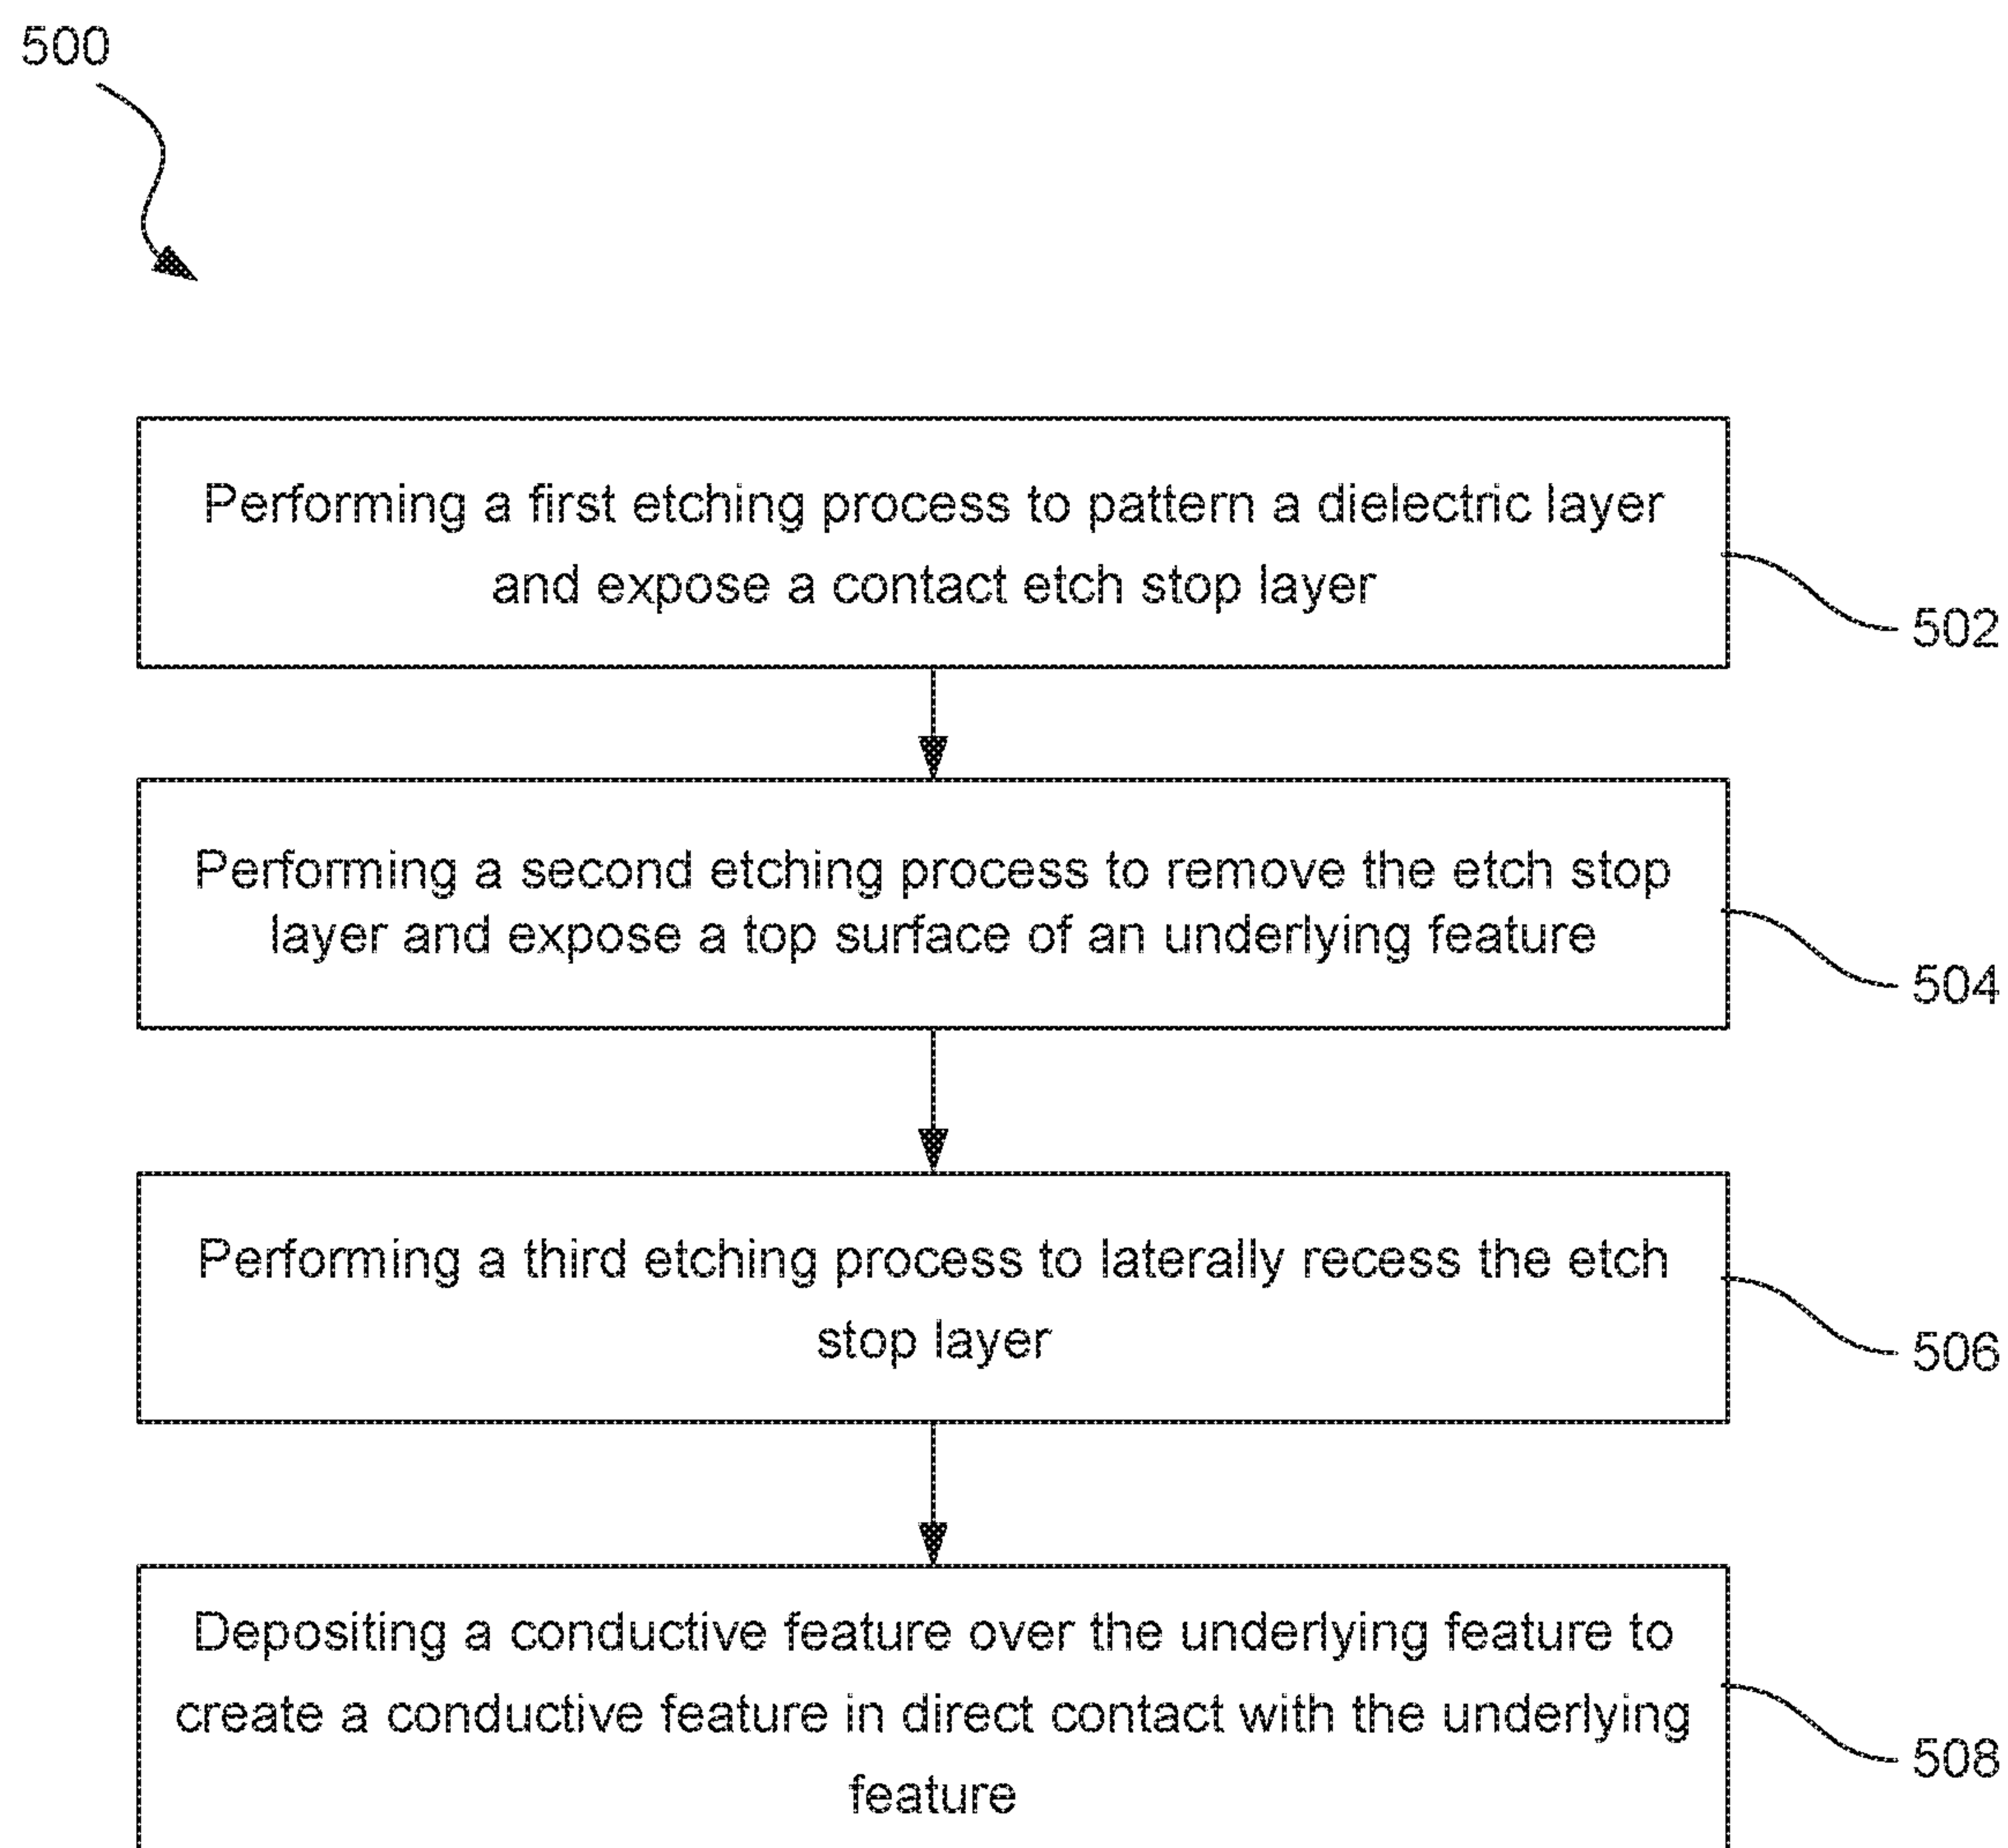 500
Performing a first etching process to pattern a dielectric layer
and expose a contact etch stop layer
502
Performing a second etching process to remove the etch stop
layer and expose a top surface of an underlying feature
504
Performing a third etching process to laterally recess the etch
stop layer
506
Depositing a conductive feature over the underlying feature to
create a conductive feature in direct contact with the underlying
feature
508